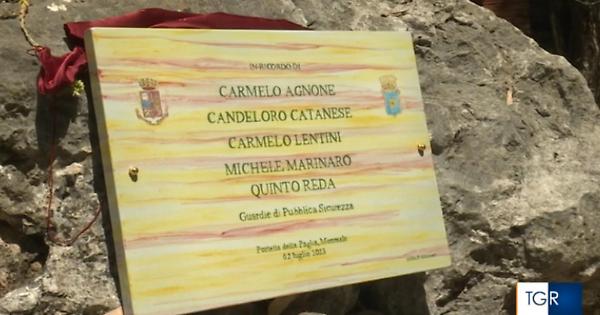 IN RICORDO DI
CARMELO AGNONE
CANDELORO CATANESE
CARMELO LENTINI
MICHELE MARINARO
QUINTO REDA
Guardie di Pubblica Sicurezza
Portella della Paglia, Monreale
02 luglio 2023
TGR